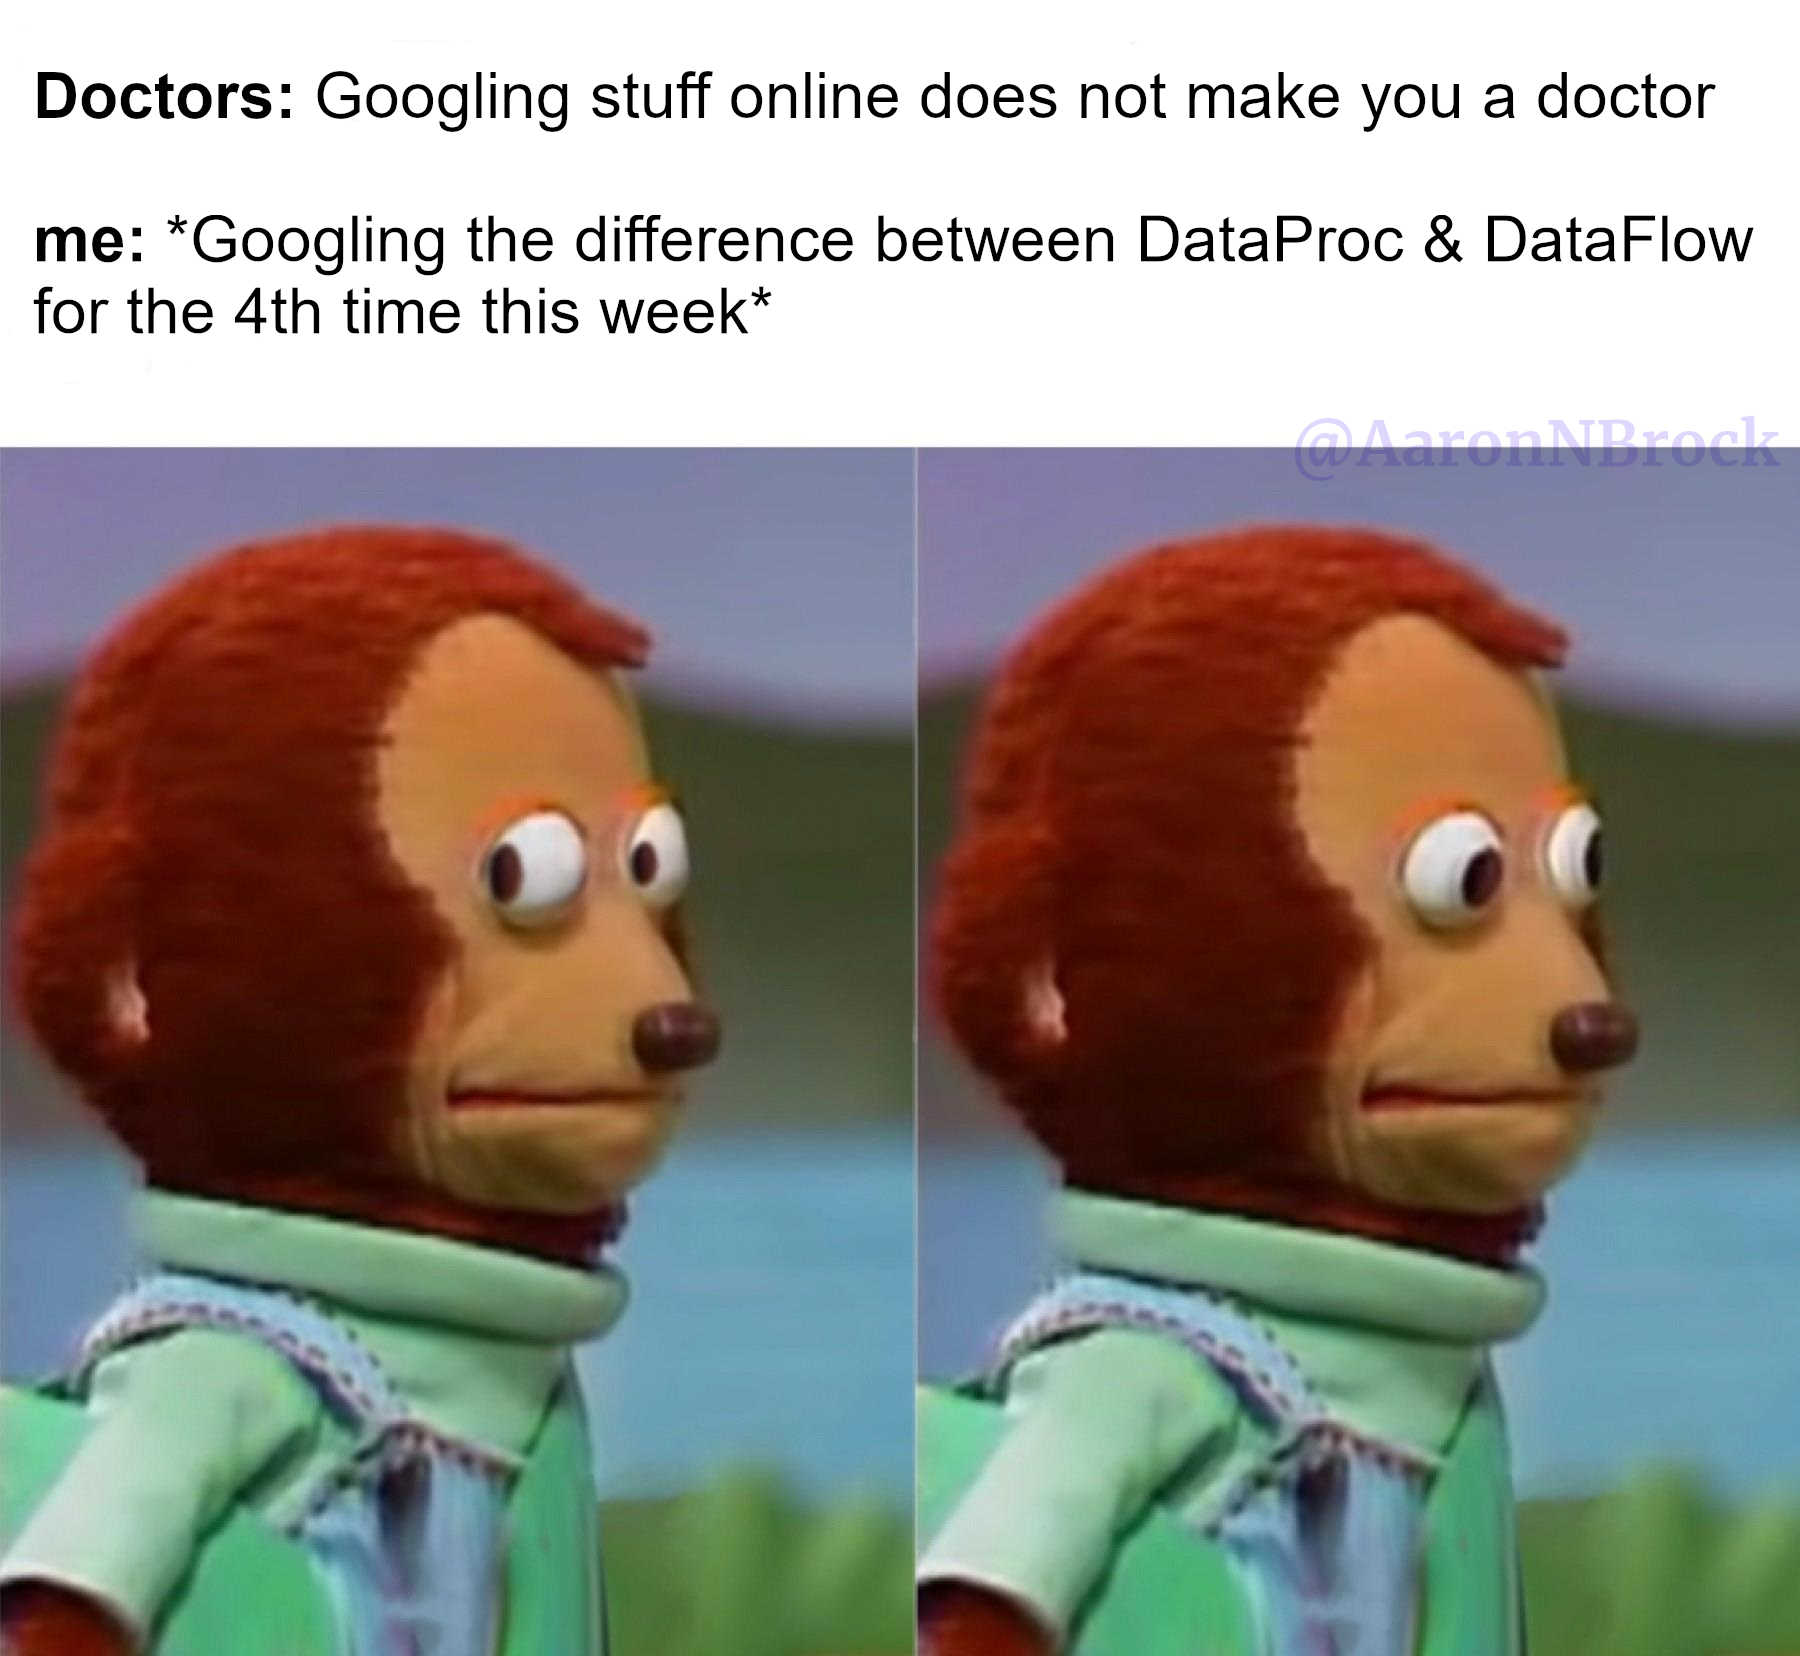 Doctors: Googling stuff online does not make you a doctor
me: *Googling the difference between DataProc & DataFlow
for the 4th time this week*
@AaronNBrock